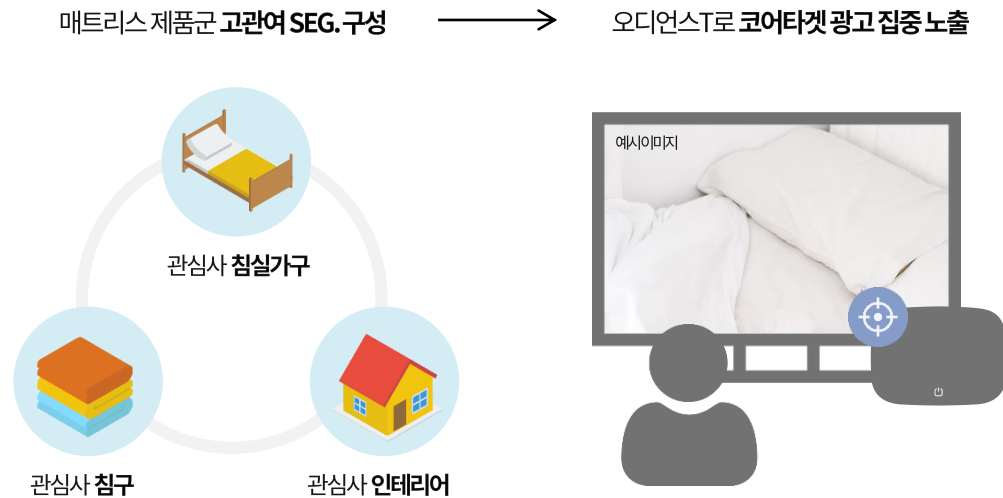 매트리스 제품군 고관여 SEG. 구성
오디언스T로 코어타겟 광고 집중 노출
예시이미지
관심사 침실가구
관심사 침구
관심사 인테리어